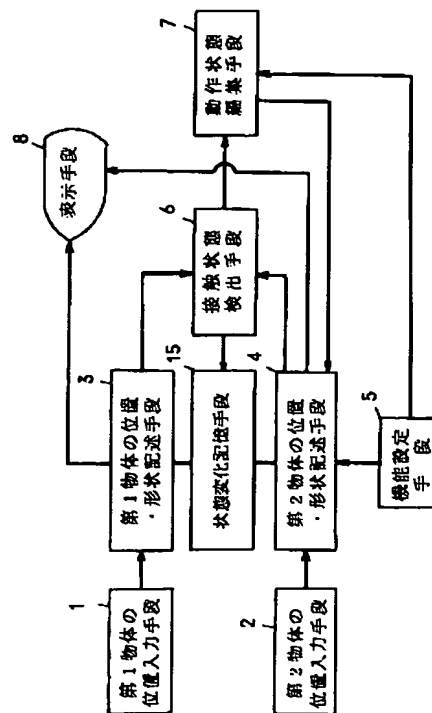 1
第1物体の
位置入力手段
2
第2物体の
位置入力手段
3
第1物体の位置
・形状記述手段
15
状態変化記憶手段
4
第2物体の位置
・形状記述手段
5
機能設定
手段
6
接触状態
検出手段
7
動作状態
編集手段
8
表示手段